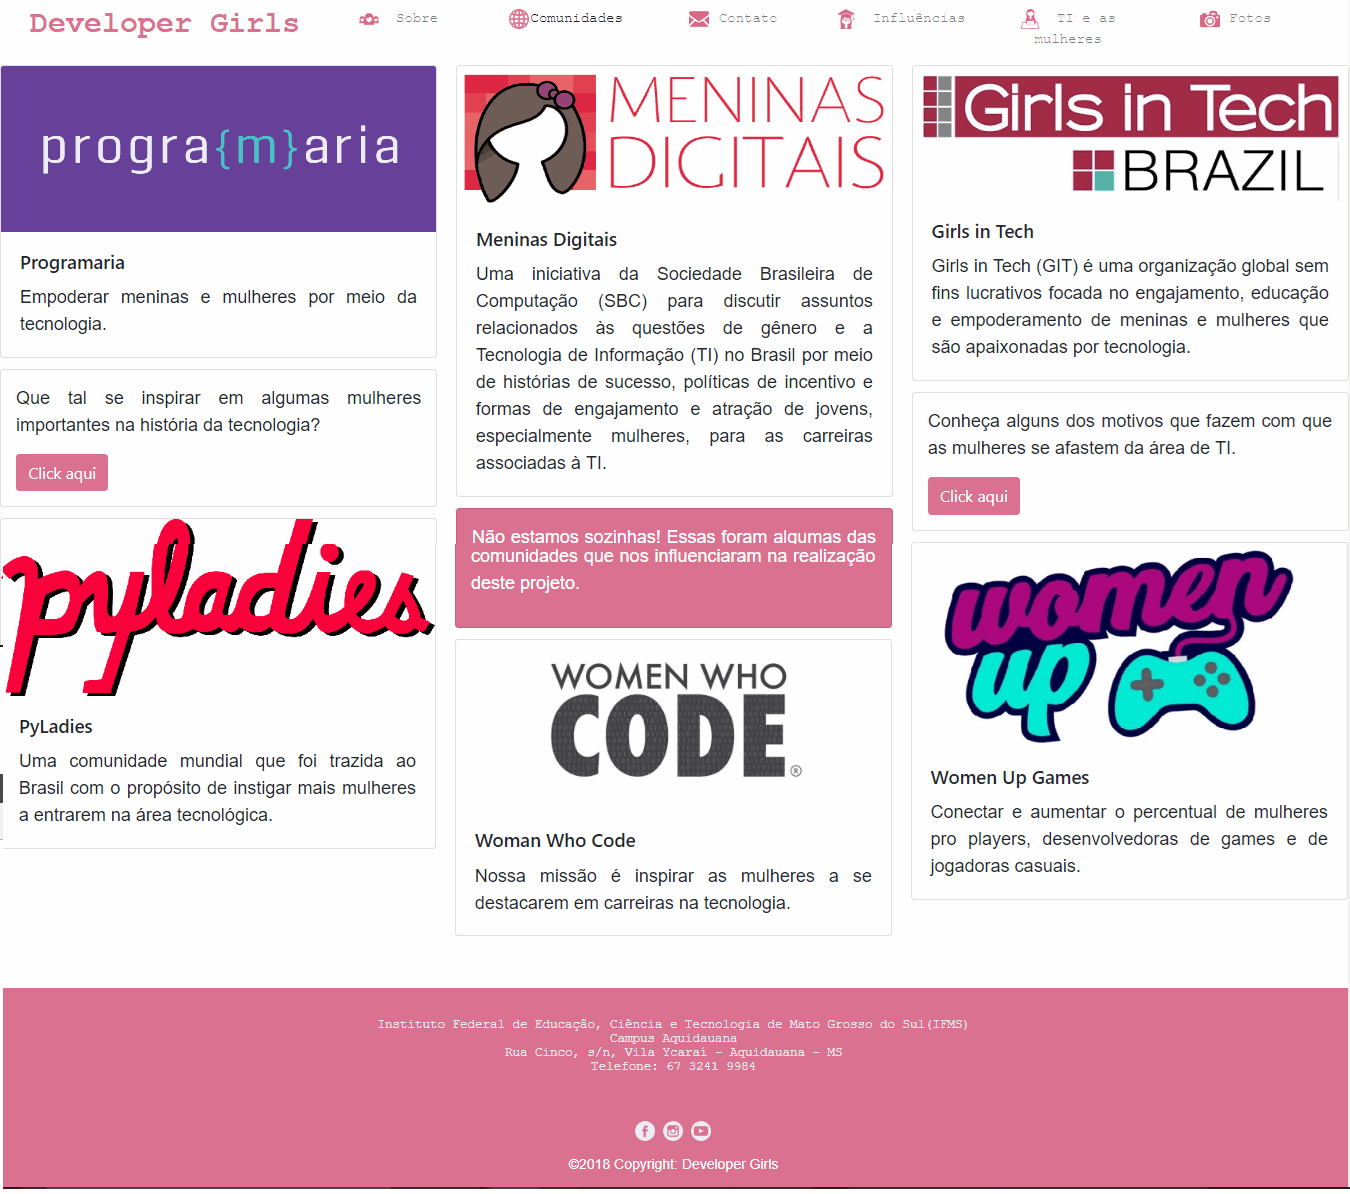 Developer Girls
Sobre
Comunidades
Contato
Influências
TI e as
mulheres
Fotos
progra{m}aria
Programaria
Empoderar meninas e mulheres por meio da
tecnologia.
Que tal se inspirar em algumas mulheres
importantes na história da tecnologia?
Click aqui
pyladies
PyLadies
Uma comunidade mundial que foi trazida ao
Brasil com o propósito de instigar mais mulheres
a entrarem na área tecnológica.
MENINAS
DIGITAIS
Meninas Digitais
Uma iniciativa da Sociedade Brasileira de
Computação (SBC) para discutir assuntos
relacionados às questões de gênero e a
Tecnologia de Informação (TI) no Brasil por meio
de histórias de sucesso, políticas de incentivo e
formas de engajamento e atração de jovens,
especialmente mulheres, para as carreiras
associadas à TI.
Não estamos sozinhas! Essas foram algumas das
comunidades que nos influenciaram na realização
deste projeto.
WOMEN WHO
CODE®
Woman Who Code
Nossa missão é inspirar as mulheres a se
destacarem em carreiras na tecnologia.
Girls in Tech
BRAZIL
Girls in Tech
Girls in Tech (GIT) é uma organização global sem
fins lucrativos focada no engajamento, educação
e empoderamento de meninas e mulheres que
são apaixonadas por tecnologia.
Conheça alguns dos motivos que fazem com que
as mulheres se afastem da área de TI.
Click aqui
women
up
Women Up Games
Conectar e aumentar o percentual de mulheres
pro players, desenvolvedoras de games e de
jogadoras casuais.
Instituto Federal de Educação, Ciência e Tecnologia de Mato Grosso do Sul(IFMS)
Campus Aquidauana
Rua Cinco, s/n, Vila Ycaraí - Aquidauana - MS
Telefone: 67 3241 9984
©2018 Copyright: Developer Girls